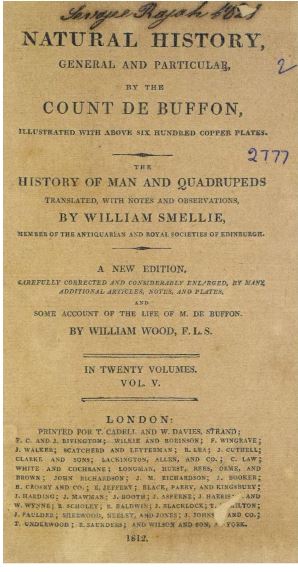 NATURAL HISTORY,
2
GENERAL AND PARTICULAR,
BY THE
COUNT DE BUFFON,
ILLUSTRATED WITH ABOVE SIX HUNDRED COPPER PLATES.
2777
THE
HISTORY OF MAN AND QUADRUPEDS
TRANSLATED, WITH NOTES AND OBSERVATIONS,
BY WILLIAM SMELLIE,
MEMBER OF THE ANTIQUARIAN AND ROYAL SOCIETIES OF EDINBURGH.
A NEW EDITION,
CAREFULLY CORRECTED AND CONSIDERABLY ENLARGED, BY MANY
ADDITIONAL ARTICLES, NOTES, AND PLATES,
AND
SOME ACCOUNT OF THE LIFE OF M. DE BUFFON.
BY WILLIAM WOOD, F.L.S.
IN TWENTY VOLUMES.
VOL. V.
LONDON:
PRINTED FOR T. CADELL AND W. DAVIES, STRAND;
F. C. AND J. RIVINGTON; WILKIE AND ROBINSON; F. WINGRAVE;
J. WALKER; SCATCHERD AND LETTERMAN; R. LEA; J. CUTHELL;
CLARKE AND SONS; LACKINGTON, ALLEN, AND CO.; C. LAW;
WHITE AND COCHRANE; LONGMAN, HURST, REES, ORME, AND
BROWN; JOHN RICHARDSON; J. M. RICHARDSON; J. BOOKER;
B. CROSBY AND CO.; E. JEFFERY; BLACK, PARRY, AND KINGSBURY;
J. HARDING; J. MAWMAN; J. BOOTH; J. ASPERNE; J. HARRIS
W. WYNNE; R. SCHOLEY; R. BALDWIN; J. BLACKLOCK;
J. FAULDER; SHERWOOD, NEELEY, AND JONES; J. JOHNS AND CO.;
T. UNDERWOOD; R. SAUNDERS; AND WILSON AND SON, YORK.
1812.